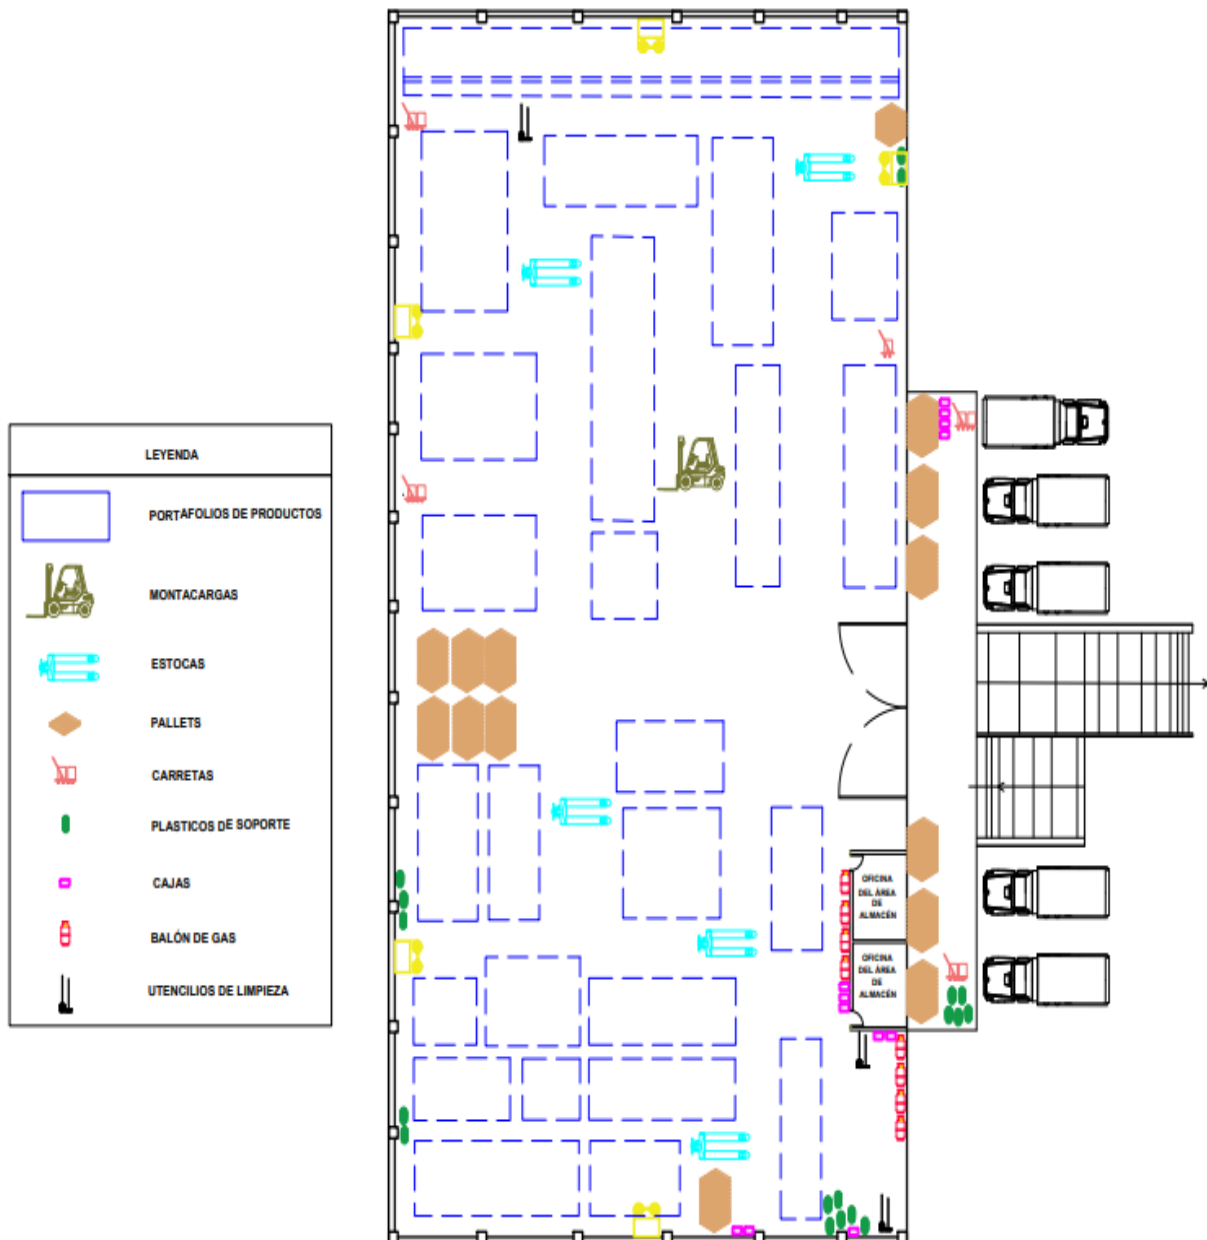 LEYENDA
PORTAFOLIOS DE PRODUCTOS
MONTACARGAS
ESTOCAS
PALLETS
CARRETAS
PLASTICOS DE SOPORTE
CAJAS
BALÓN DE GAS
UTENCILIOS DE LIMPIEZA
OFICINA
DEL ÁREA
DE
ALMACÉN
OFICINA
DEL ÁREA
DE
ALMACÉN